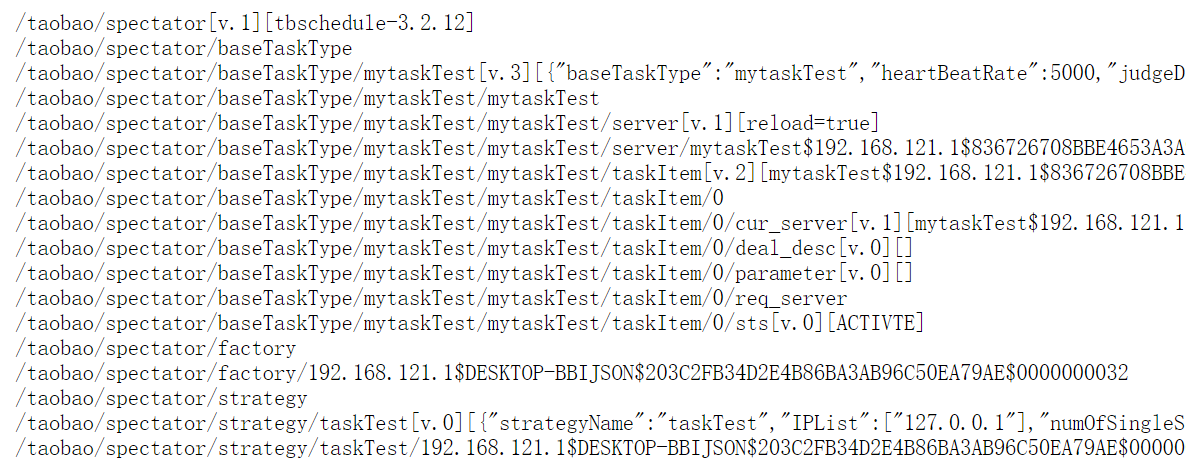 /taobao/spectator[v.1][tbschedule-3.2.12]
/taobao/spectator/baseTaskType
/taobao/spectator/baseTaskType/mytaskTest[v.3][{"baseTaskType":"mytaskTest","heartBeatRate":5000,"judgeD
/taobao/spectator/baseTaskType/mytaskTest/mytaskTest
/taobao/spectator/baseTaskType/mytaskTest/mytaskTest/server[v.1][reload=true]
/taobao/spectator/baseTaskType/mytaskTest/mytaskTest/server/mytaskTest$192.168.121.1$836726708BBE4653A3A
/taobao/spectator/baseTaskType/mytaskTest/mytaskTest/taskItem[v.2][mytaskTest$192.168.121.1$836726708BBE
/taobao/spectator/baseTaskType/mytaskTest/mytaskTest/taskItem/0
/taobao/spectator/baseTaskType/mytaskTest/mytaskTest/taskItem/0/cur_server[v.1][mytaskTest$192.168.121.1
/taobao/spectator/baseTaskType/mytaskTest/mytaskTest/taskItem/0/deal_desc[v.0][]
/taobao/spectator/baseTaskType/mytaskTest/mytaskTest/taskItem/0/parameter[v.0][]
/taobao/spectator/baseTaskType/mytaskTest/mytaskTest/taskItem/0/req_server
/taobao/spectator/baseTaskType/mytaskTest/mytaskTest/taskItem/0/sts[v.0][ACTIVTE]
/taobao/spectator/factory
/taobao/spectator/factory/192.168.121.1$DESKTOP-BBIJSON$203C2FB34D2E4B86BA3AB96C50EA79AE$0000000032
/taobao/spectator/strategy
/taobao/spectator/strategy/taskTest[v.0][{"strategyName":"taskTest","IPList":["127.0.0.1"],"numOfSingleS
/taobao/spectator/strategy/taskTest/192.168.121.1$DESKTOP-BBIJSON$203C2FB34D2E4B86BA3AB96C50EA79AE$00000